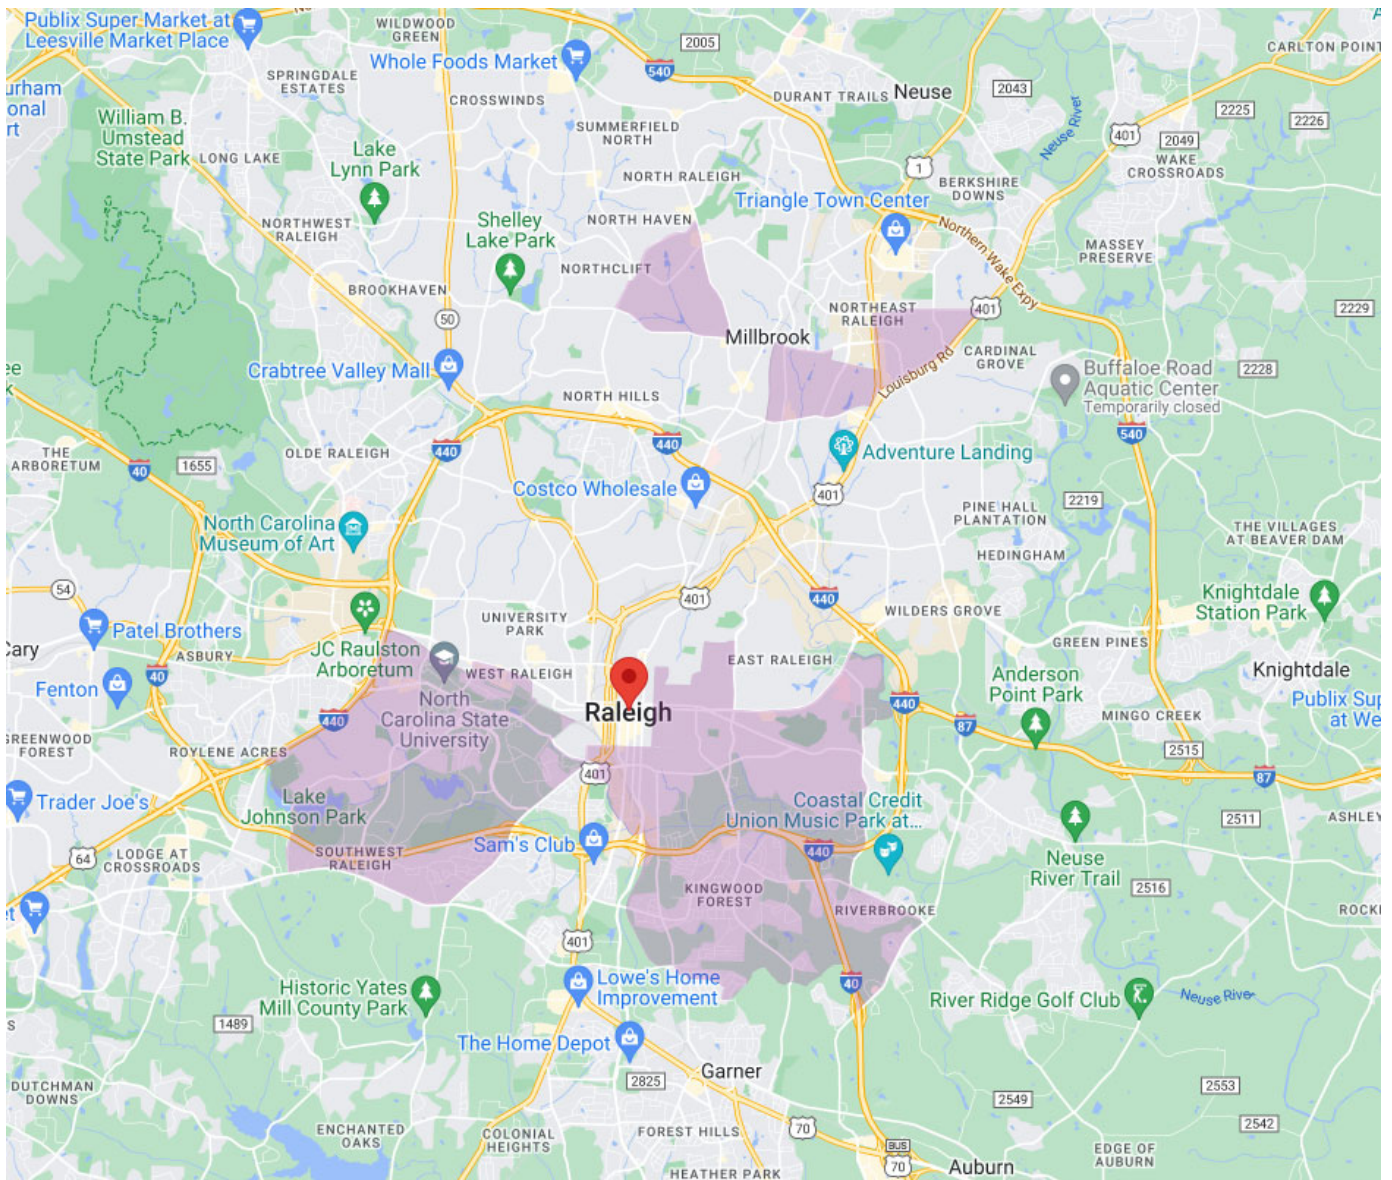 Publix Super Market at
Leesville Market Place
WILDWOOD
GREEN
2005
CARLTON POINT
Whole Foods Market
540
SPRINGDALE
ESTATES
CROSSWINDS
DURANT TRAILS
Neuse
2043
2225
2226
Neuse River
401
2049
William B.
Umstead
State Park
LONG LAKE
Lake
Lynn Park
SUMMERFIELD
NORTH
NORTH RALEIGH
1
WAKE
CROSSROADS
BERKSHIRE
DOWNS
Triangle Town Center
NORTHWEST
RALEIGH
Shelley
Lake Park
NORTH HAVEN
NORTHCLIFT
Northern Wake Expy
MASSEY
PRESERVE
BROOKHAVEN
50
NORTHEAST
RALEIGH
401
2229
Millbrook
Crabtree Valley Mall
Louisburg Rd
CARDINAL
GROVE
Buffaloe Road
Aquatic Center
Temporarily closed
2228
NORTH HILLS
THE
ARBORETUM
40
1655
OLDE RALEIGH
440
440
540
Adventure Landing
Costco Wholesale
401
2219
North Carolina
Museum of Art
PINE HALL
PLANTATION
THE VILLAGES
AT BEAVER DAM
HEDINGHAM
54
401
440
WILDERS GROVE
Knightdale
Station Park
Patel Brothers
UNIVERSITY
PARK
GREEN PINES
Cary
ASBURY
JC Raulston
Arboretum
WEST RALEIGH
EAST RALEIGH
Knightdale
40
Fenton
North
Carolina State
University
Anderson
Point Park
Raleigh
440
440
87
MINGO CREEK
GREENWOOD
FOREST
ROYLENE ACRES
2515
401
87
Trader Joe's
Lake
Johnson Park
Coastal Credit
Union Music Park at...
2511
ASHLEY
64
LODGE AT
CROSSROADS
SOUTHWEST
RALEIGH
Sam's Club
440
Neuse
River Trail
2516
KINGWOOD
FOREST
RIVERBROOKE
401
40
Historic Yates
Mill County Park
Lowe's Home
Improvement
River Ridge Golf Club
1489
The Home Depot
2825
Garner
DUTCHMAN
DOWNS
2553
2549
2542
ENCHANTED
OAKS
COLONIAL
HEIGHTS
FOREST HILLS
70
BUS
70
EDGE OF
AUBURN
HEATHER PARK
Auburn